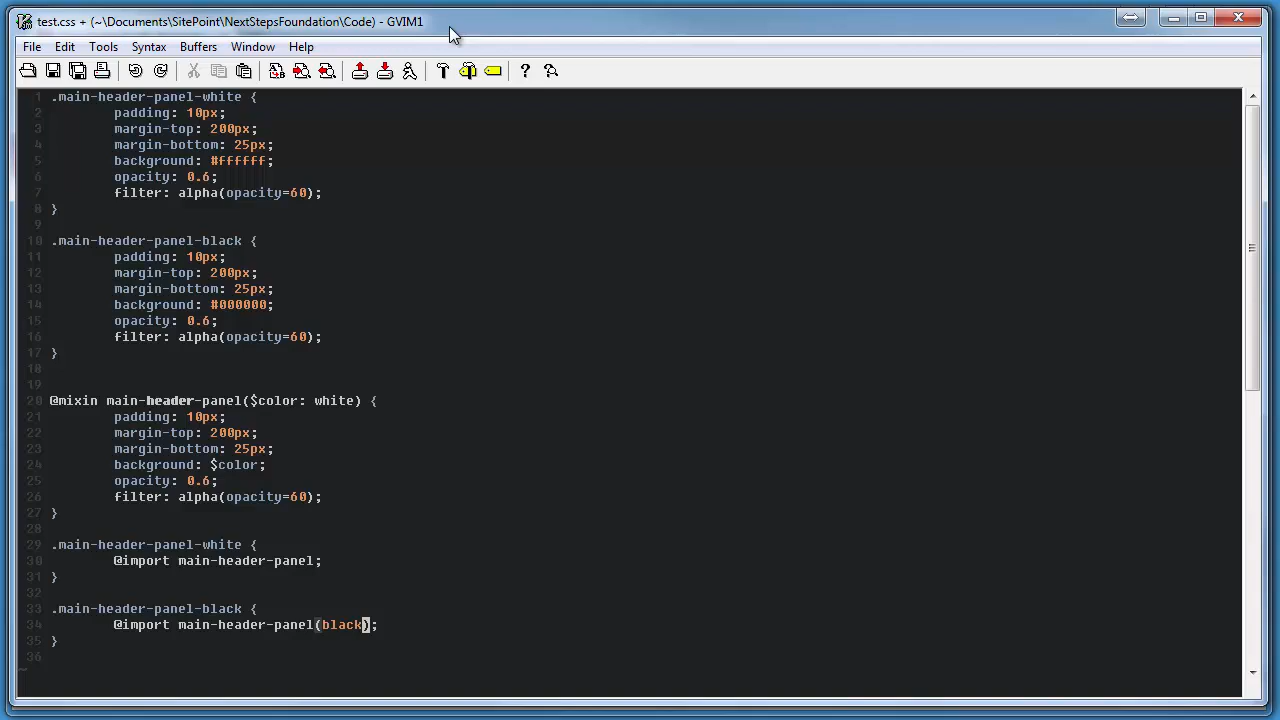 test.css + (~\Documents\SitePoint\NextStepsFoundation\Code) - GVIM1
File Edit Tools Syntax Buffers Window Help
1 .main-header-panel-white {
2 padding: 10px;
3 margin-top: 200px;
4 margin-bottom: 25px;
5 background: #ffffff;
6 opacity: 0.6;
7 filter: alpha(opacity=60);
8 }
9
10 .main-header-panel-black {
11 padding: 10px;
12 margin-top: 200px;
13 margin-bottom: 25px;
14 background: #000000;
15 opacity: 0.6;
16 filter: alpha(opacity=60);
17 }
18
19
20 @mixin main-header-panel($color: white) {
21 padding: 10px;
22 margin-top: 200px;
23 margin-bottom: 25px;
24 background: $color;
25 opacity: 0.6;
26 filter: alpha(opacity=60);
27 }
28
29 .main-header-panel-white {
30 @import main-header-panel;
31 }
32
33 .main-header-panel-black {
34 @import main-header-panel(black);
35 }
36
~